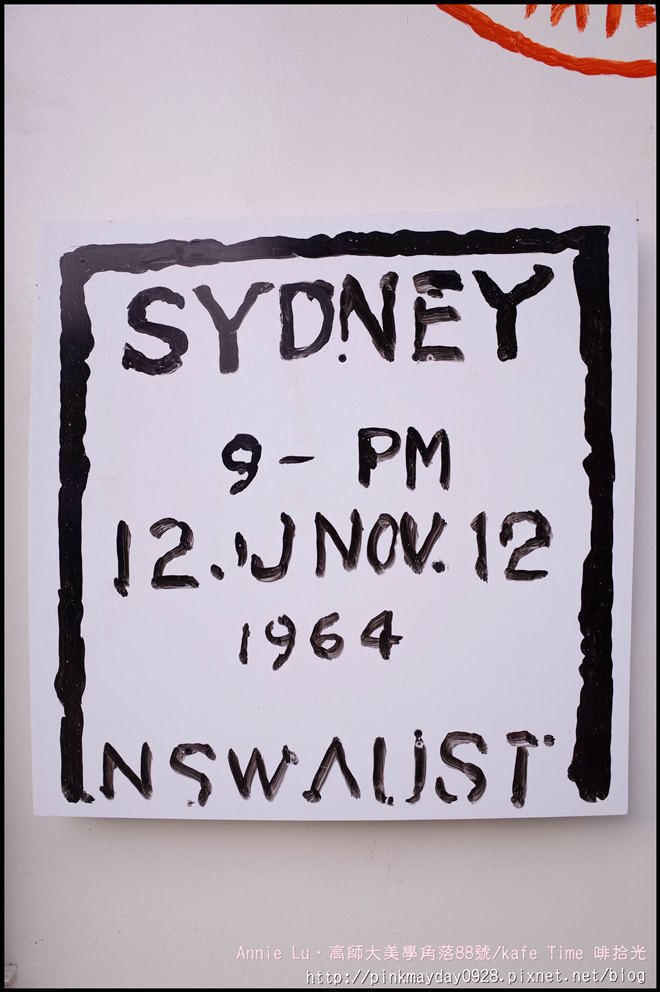 SYDNEY
9- PM
12.IJ NOV.12
1964
NSWAUST
Annie Lu·高師大美學角落88號/kafe Time 啡拾光
http://pinkmayday0928.pixnet.net/blog